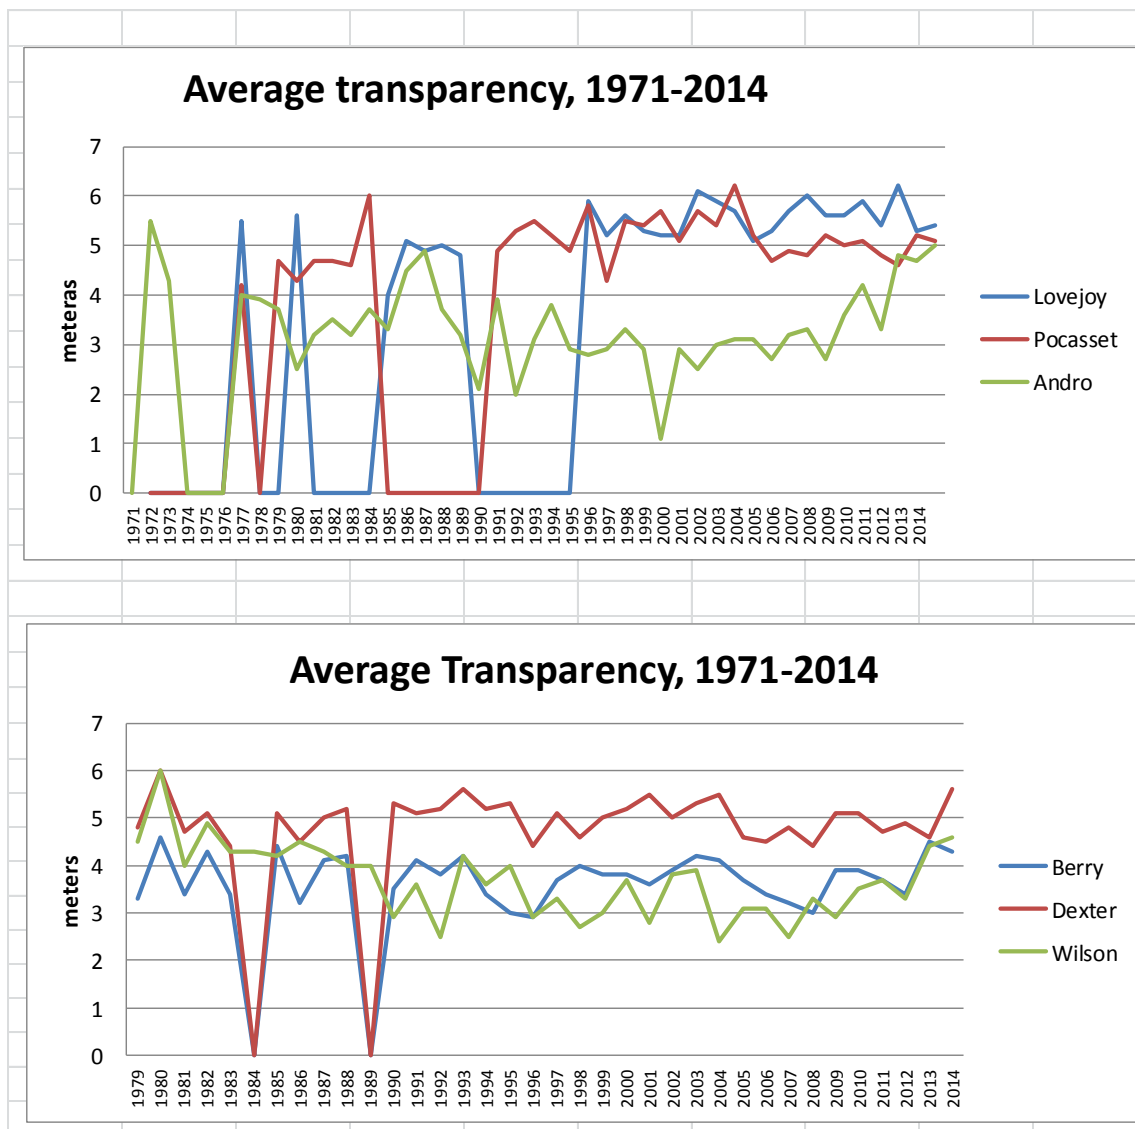 Average transparency, 1971-2014
7
6
5
4
3
2
1
0
meteras
1971 1972 1973 1974 1975 1976 1977 1978 1979 1980 1981 1982 1983 1984 1985 1986 1987 1988 1989 1990 1991 1992 1993 1994 1995 1996 1997 1998 1999 2000 2001 2002 2003 2004 2005 2006 2007 2008 2009 2010 2011 2012 2013 2014
Lovejoy
Pocasset
Andro
Average Transparency, 1971-2014
7
6
5
4
3
2
1
0
meters
1979 1980 1981 1982 1983 1984 1985 1986 1987 1988 1989 1990 1991 1992 1993 1994 1995 1996 1997 1998 1999 2000 2001 2002 2003 2004 2005 2006 2007 2008 2009 2010 2011 2012 2013 2014
Berry
Dexter
Wilson